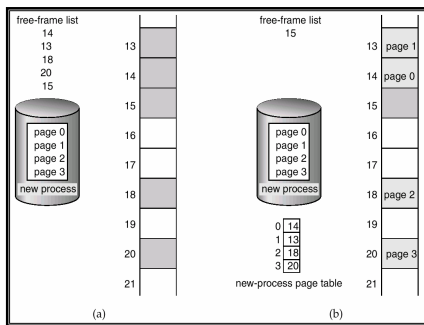 free-frame list
14
13
18
20
15
13
14
15
16
17
18
19
20
21
page 0
page 1
page 2
page 3
new process
(a)
free-frame list
15
13 page 1
14 page 0
15
16
17
18 page 2
19
20 page 3
21
page 0
page 1
page 2
page 3
new process
0 14
1 13
2 18
3 20
new-process page table
(b)